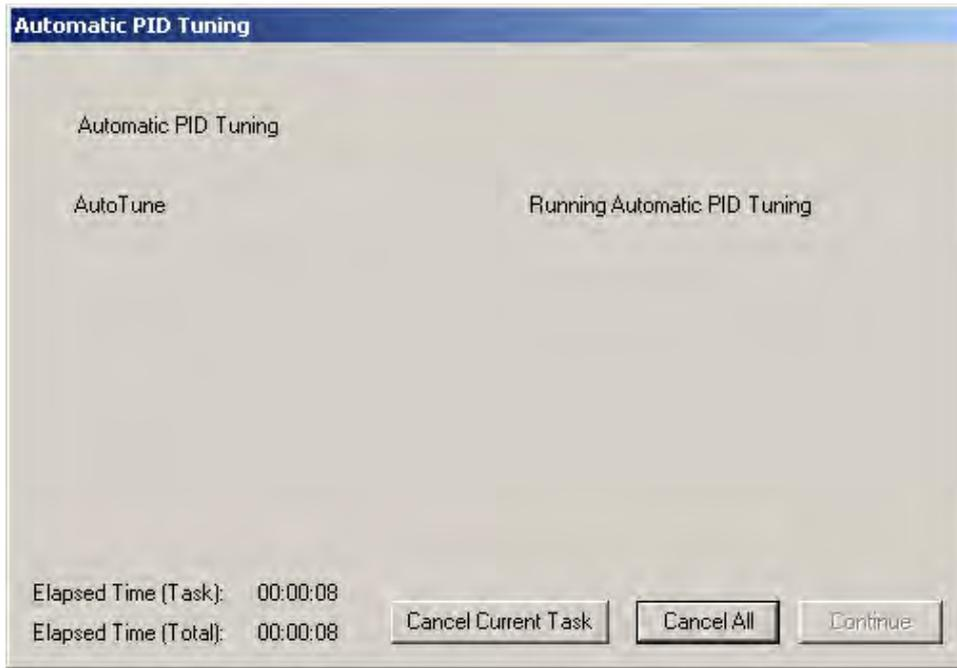 Automatic PID Tuning
Automatic PID Tuning
AutoTune
Running Automatic PID Tuning
Elapsed Time (Task): 00:00:08
Elapsed Time (Total): 00:00:08
Cancel Current Task
Cancel All
Continue